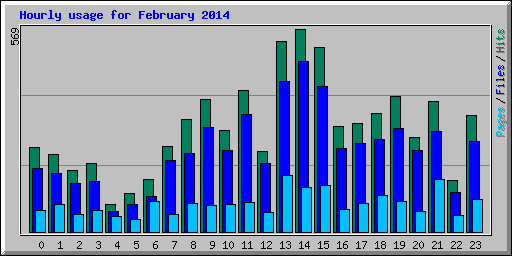 Hourly usage for February 2014
569
Pages / Files / Hits
0 1 2 3 4 5 6 7 8 9 10 11 12 13 14 15 16 17 18 19 20 21 22 23